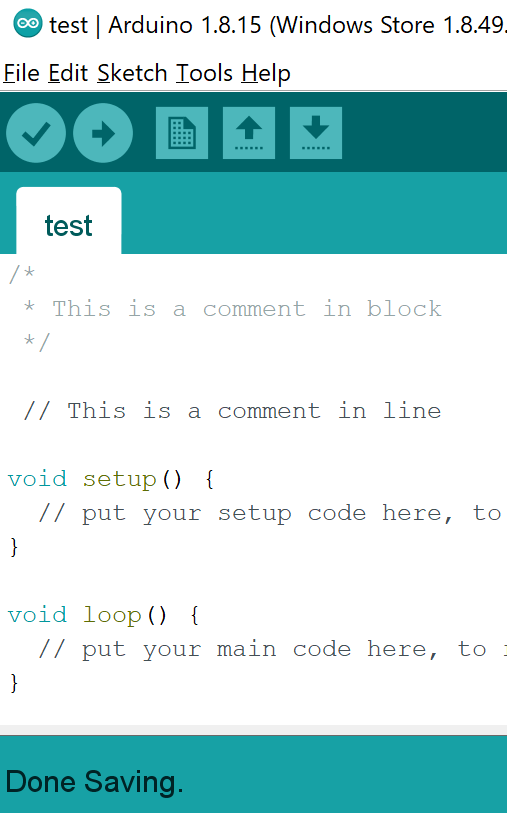 test | Arduino 1.8.15 (Windows Store 1.8.49.
File Edit Sketch Tools Help
test
/*
 * This is a comment in block
 */
 // This is a comment in line
void setup() {
  // put your setup code here, to
}
void loop() {
  // put your main code here, to
}
Done Saving.